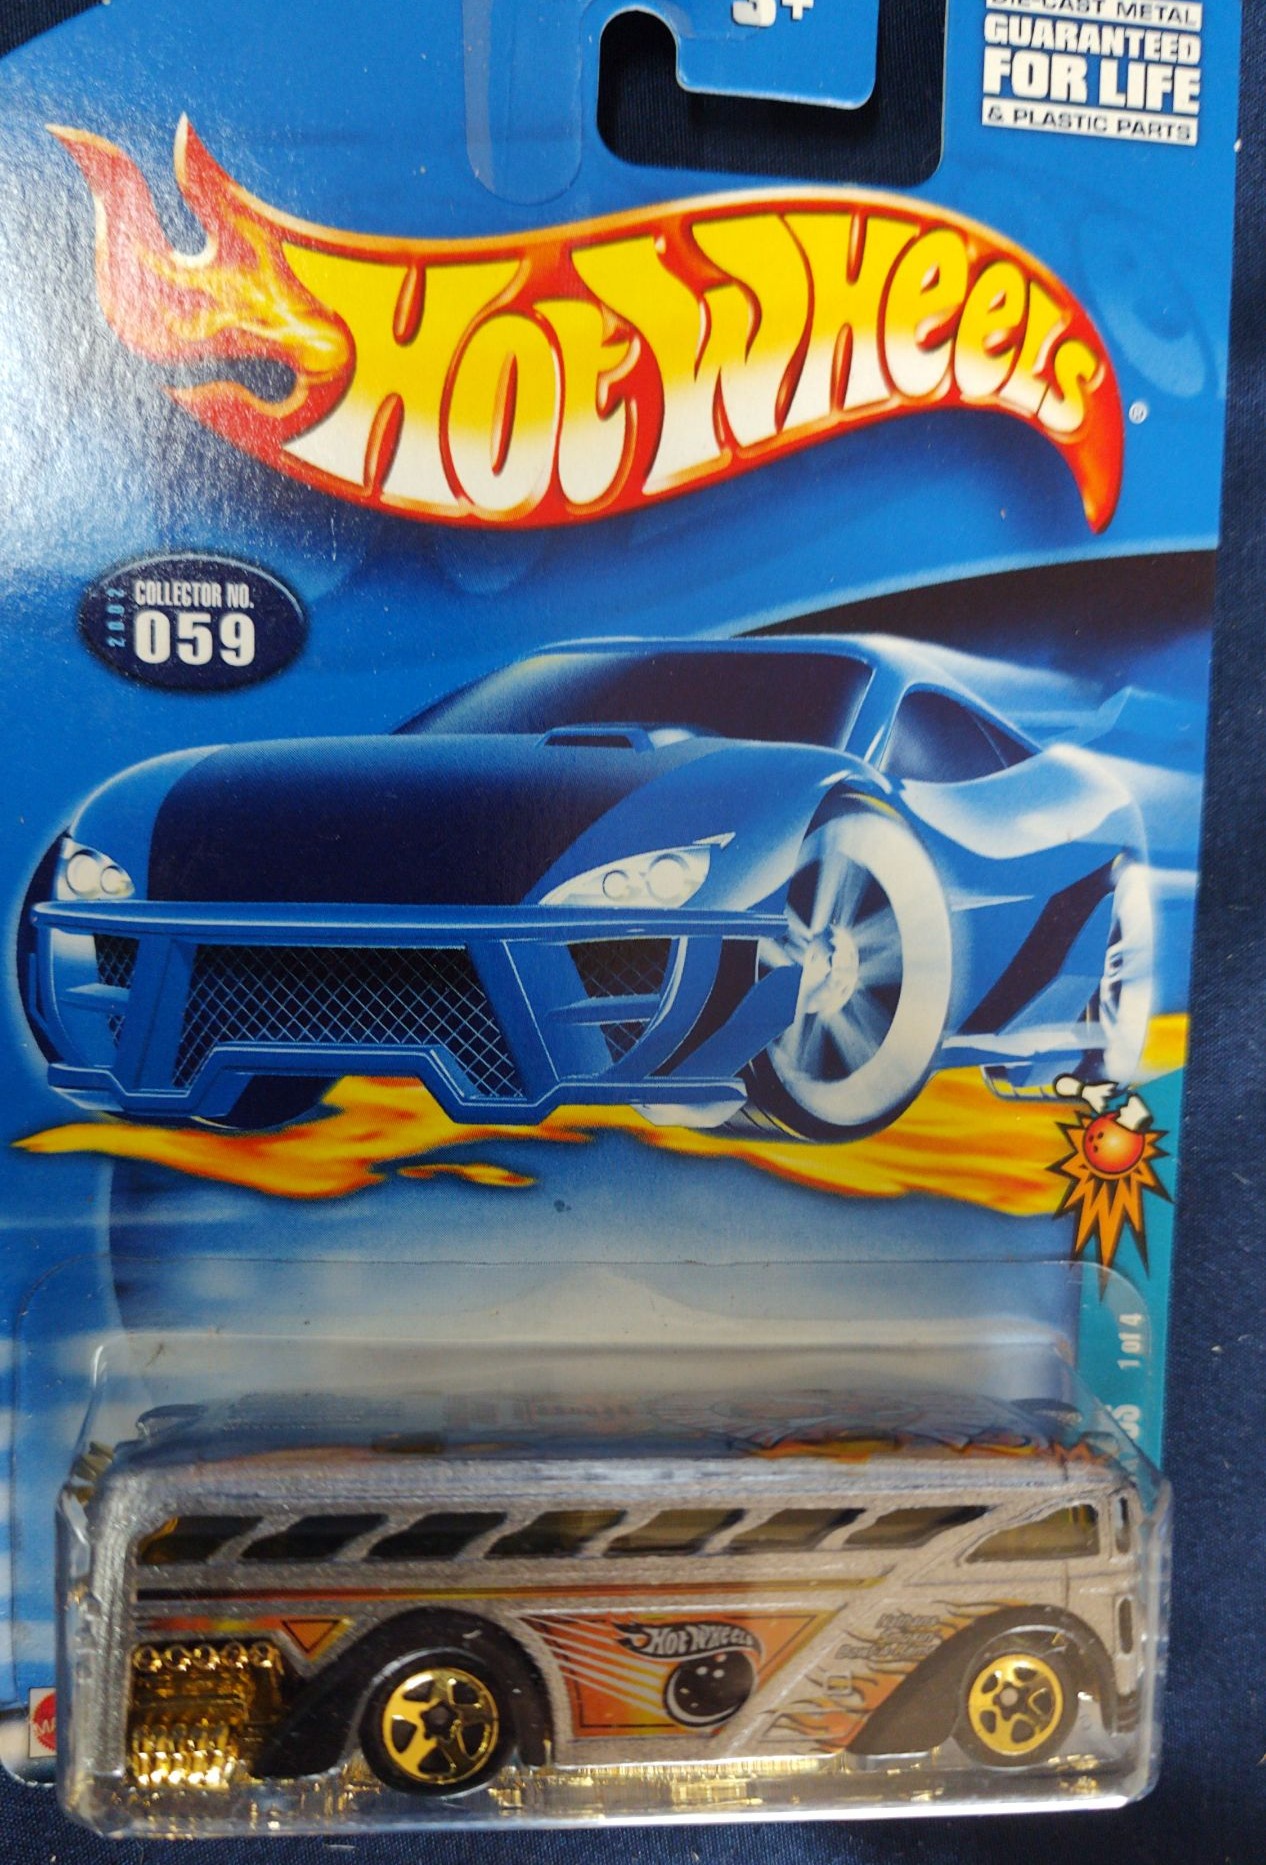 3+
DIE-CAST METAL
GUARANTEED
FOR LIFE
& PLASTIC PARTS
HOT WHEELS
®
2002
COLLECTOR NO.
059
1 of 4
HOT WHEELS